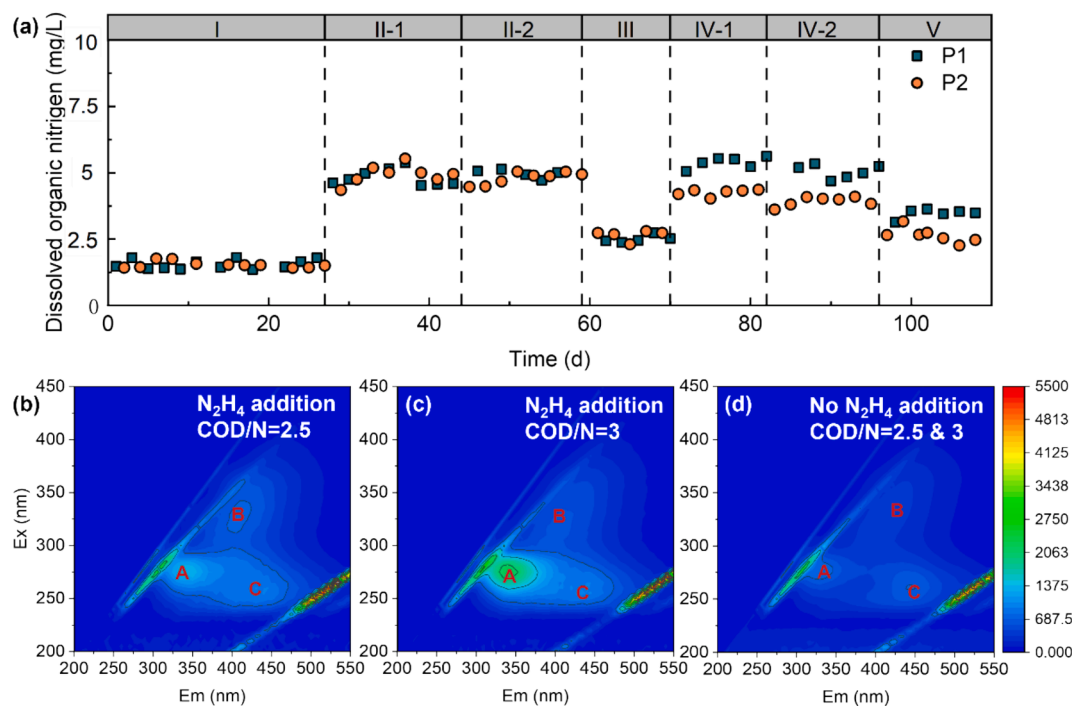 (a)
I II-1 II-2 III IV-1 IV-2 V
Dissolved organic nitrigen (mg/L)
10
7.5
5
2.5
0
P1
P2
0 20 40 60 80 100
Time (d)
(b)
N₂H₄ addition
COD/N=2.5
450
400
350
300
250
200
Ex (nm)
B
A
C
200 250 300 350 400 450 500 550
Em (nm)
(c)
N₂H₄ addition
COD/N=3
450
400
350
300
250
200
B
A
C
200 250 300 350 400 450 500 550
Em (nm)
(d)
No N₂H₄ addition
COD/N=2.5 & 3
450
400
350
300
250
200
B
A
C
200 250 300 350 400 450 500 550
Em (nm)
5500
4813
4125
3438
2750
2063
1375
687.5
0.000